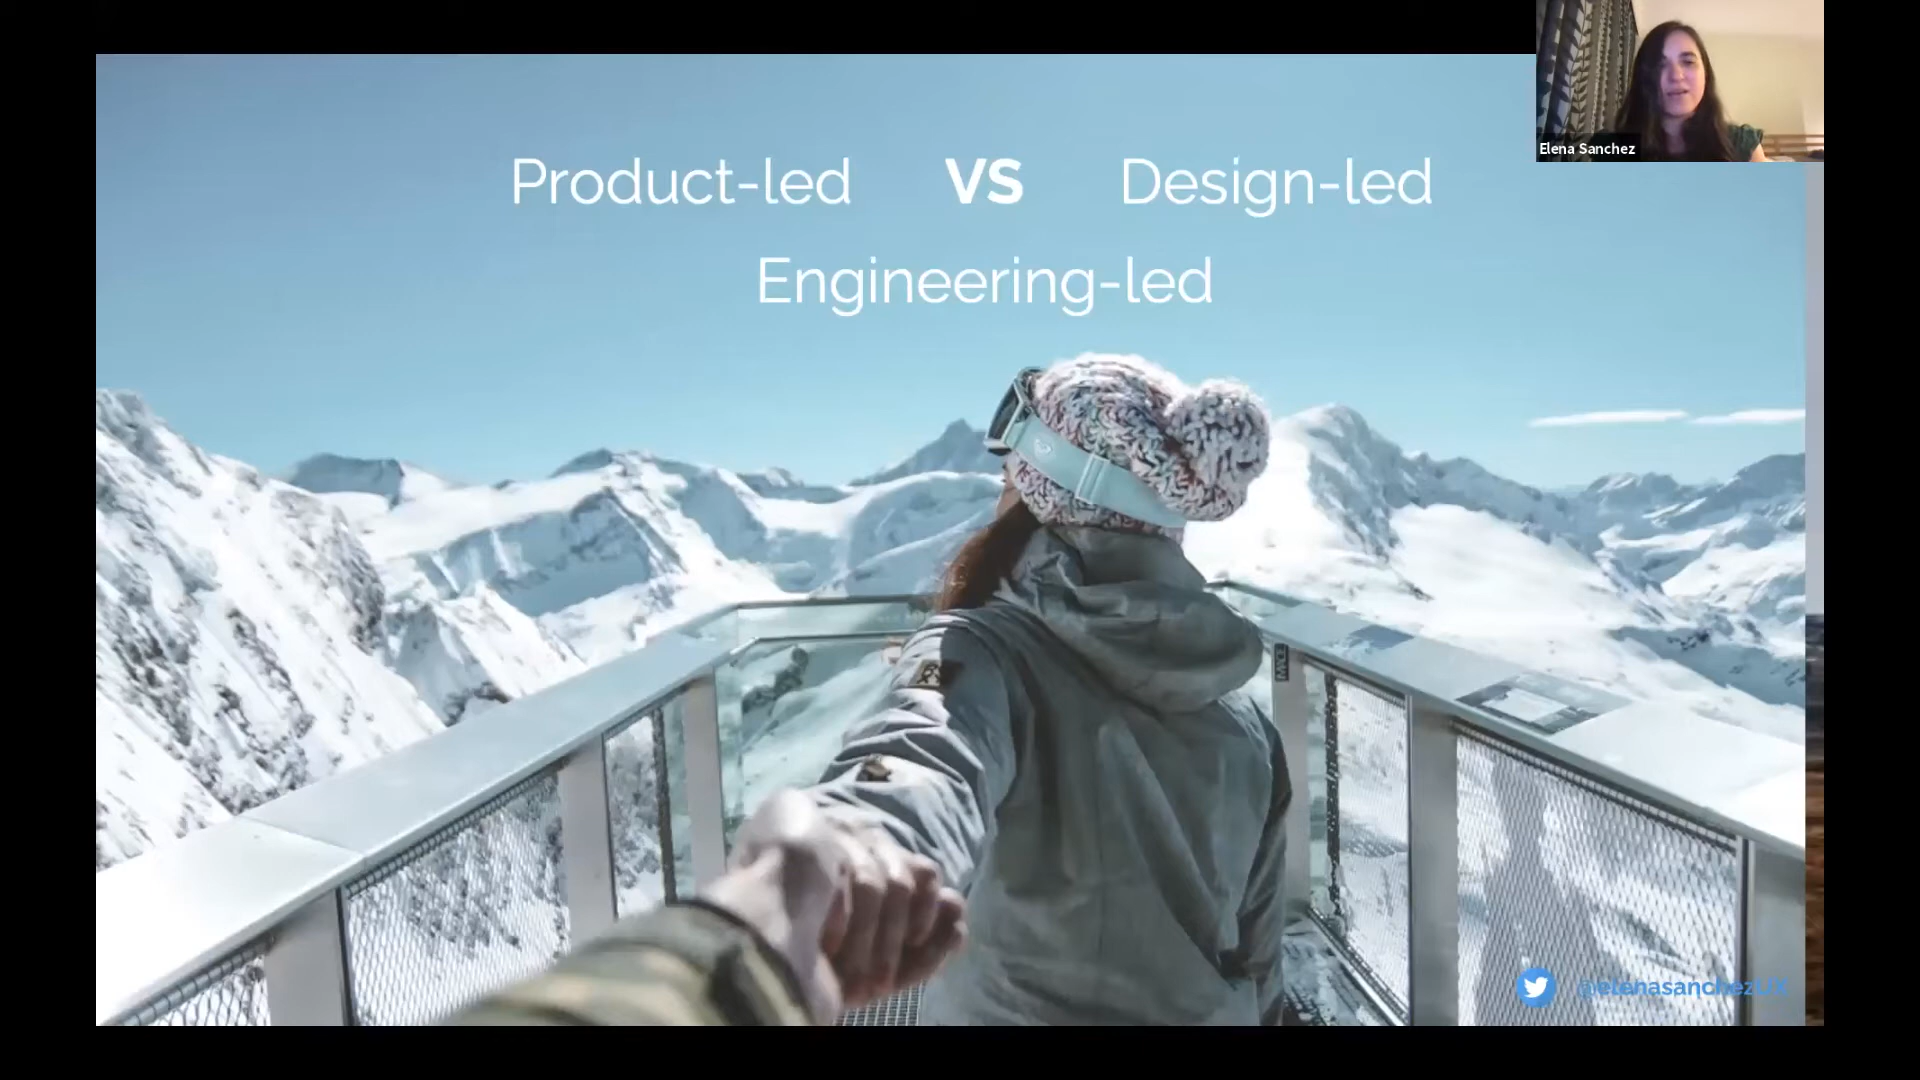 Elena Sanchez
Product-led VS Design-led
Engineering-led
@elenasanchezUX